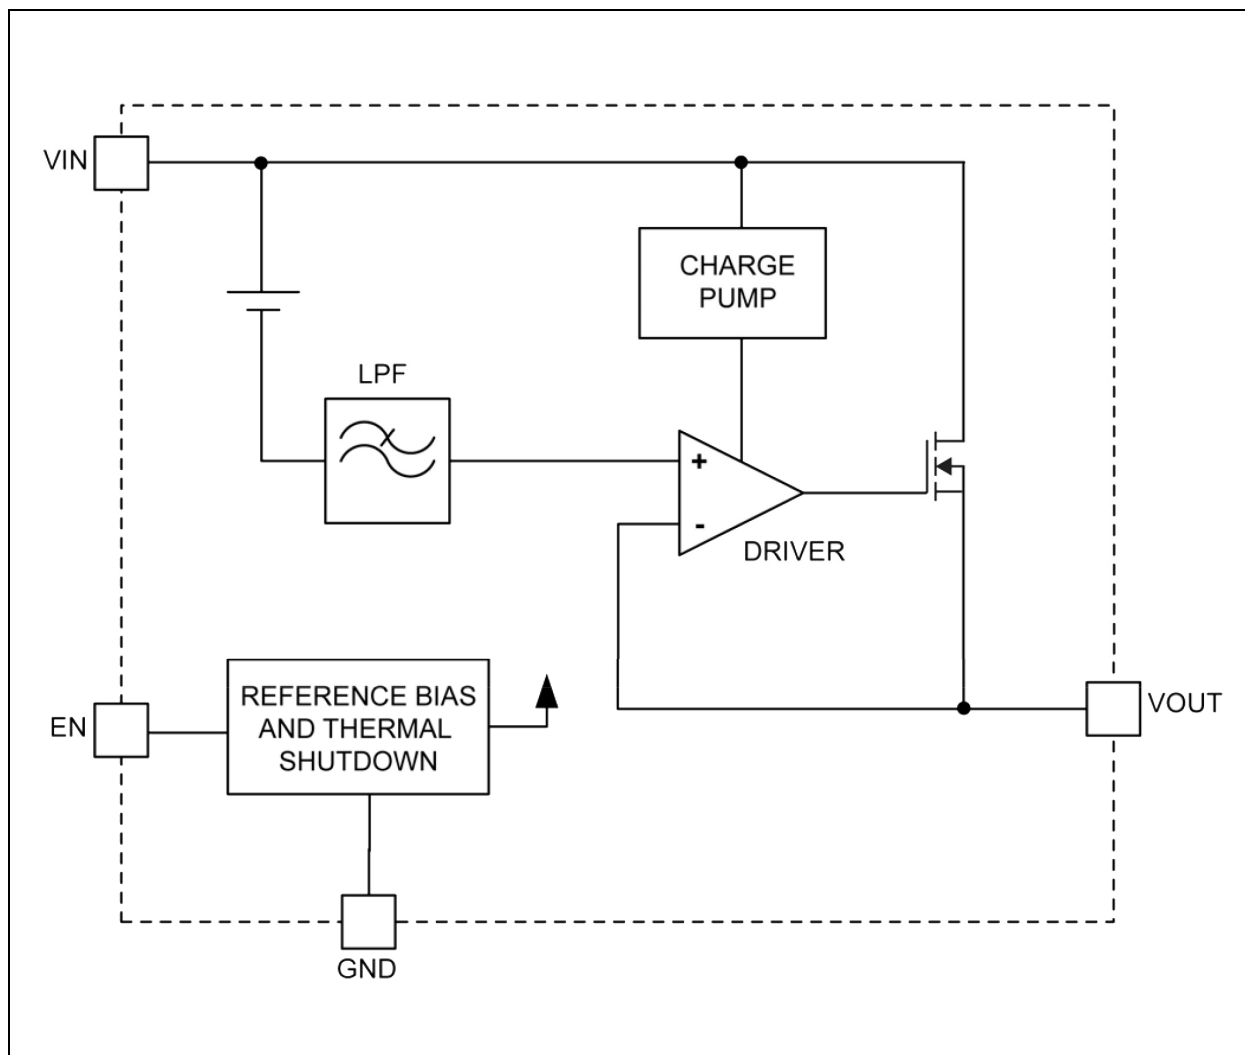 VIN
CHARGE
PUMP
LPF
+
-
DRIVER
REFERENCE BIAS
AND THERMAL
SHUTDOWN
EN
VOUT
GND